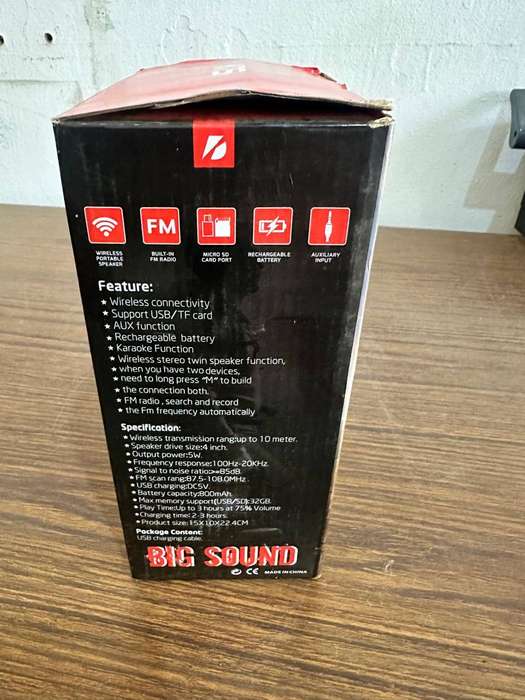 WIRELESS
PORTABLE
SPEAKER
FM
BUILT-IN
FM RADIO
MICRO SD
CARD PORT
RECHARGEABLE
BATTERY
AUXILIARY
INPUT
Feature:
★ Wireless connectivity
★ Support USB/TF card
★ AUX function
★ Rechargeable battery
★ Karaoke Function
★ Wireless stereo twin speaker function,
★ when you have two devices,
★ need to long press "M" to build
★ the connection both.
★ FM radio , search and record
★ the Fm frequency automatically
Specification:
• Wireless transmission rang:up to 10 meter.
• Speaker drive size:4 inch.
• Output power:5W.
• Frequency response:100Hz-20KHz.
• Signal to noise ratio:>=85dB.
• FM scan rang:87.5-108.0MHz.
• USB charging:DC5V.
• Battery capacity:800mAh.
• Max memory support(USB/SD):32GB.
• Play Time:Up to 3 hours at 75% Volume
• Charging time: 2-3 hours.
• Product size:15X10X22.4CM
Package Content:
USB charging cable.
BIG SOUND
CE MADE IN CHINA